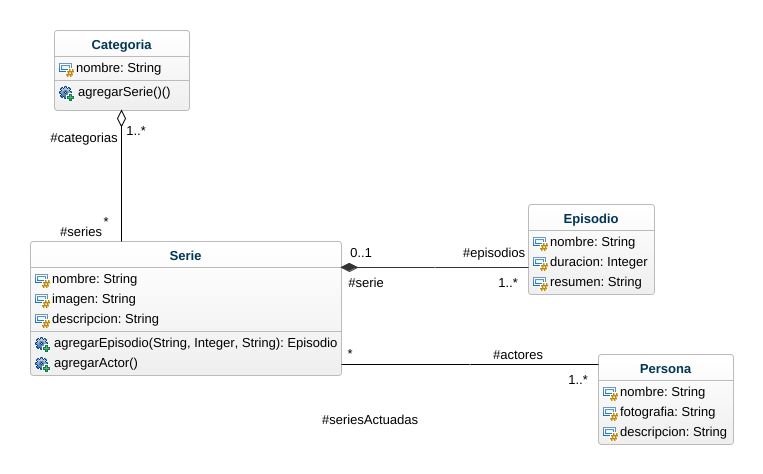 Categoria
nombre: String
agregarSerie()()
#categorias
1..*
*
#series
Serie
nombre: String
imagen: String
descripcion: String
agregarEpisodio(String, Integer, String): Episodio
agregarActor()
0..1
#serie
#episodios
1..*
Episodio
nombre: String
duracion: Integer
resumen: String
*
#seriesActuadas
#actores
1..*
Persona
nombre: String
fotografia: String
descripcion: String